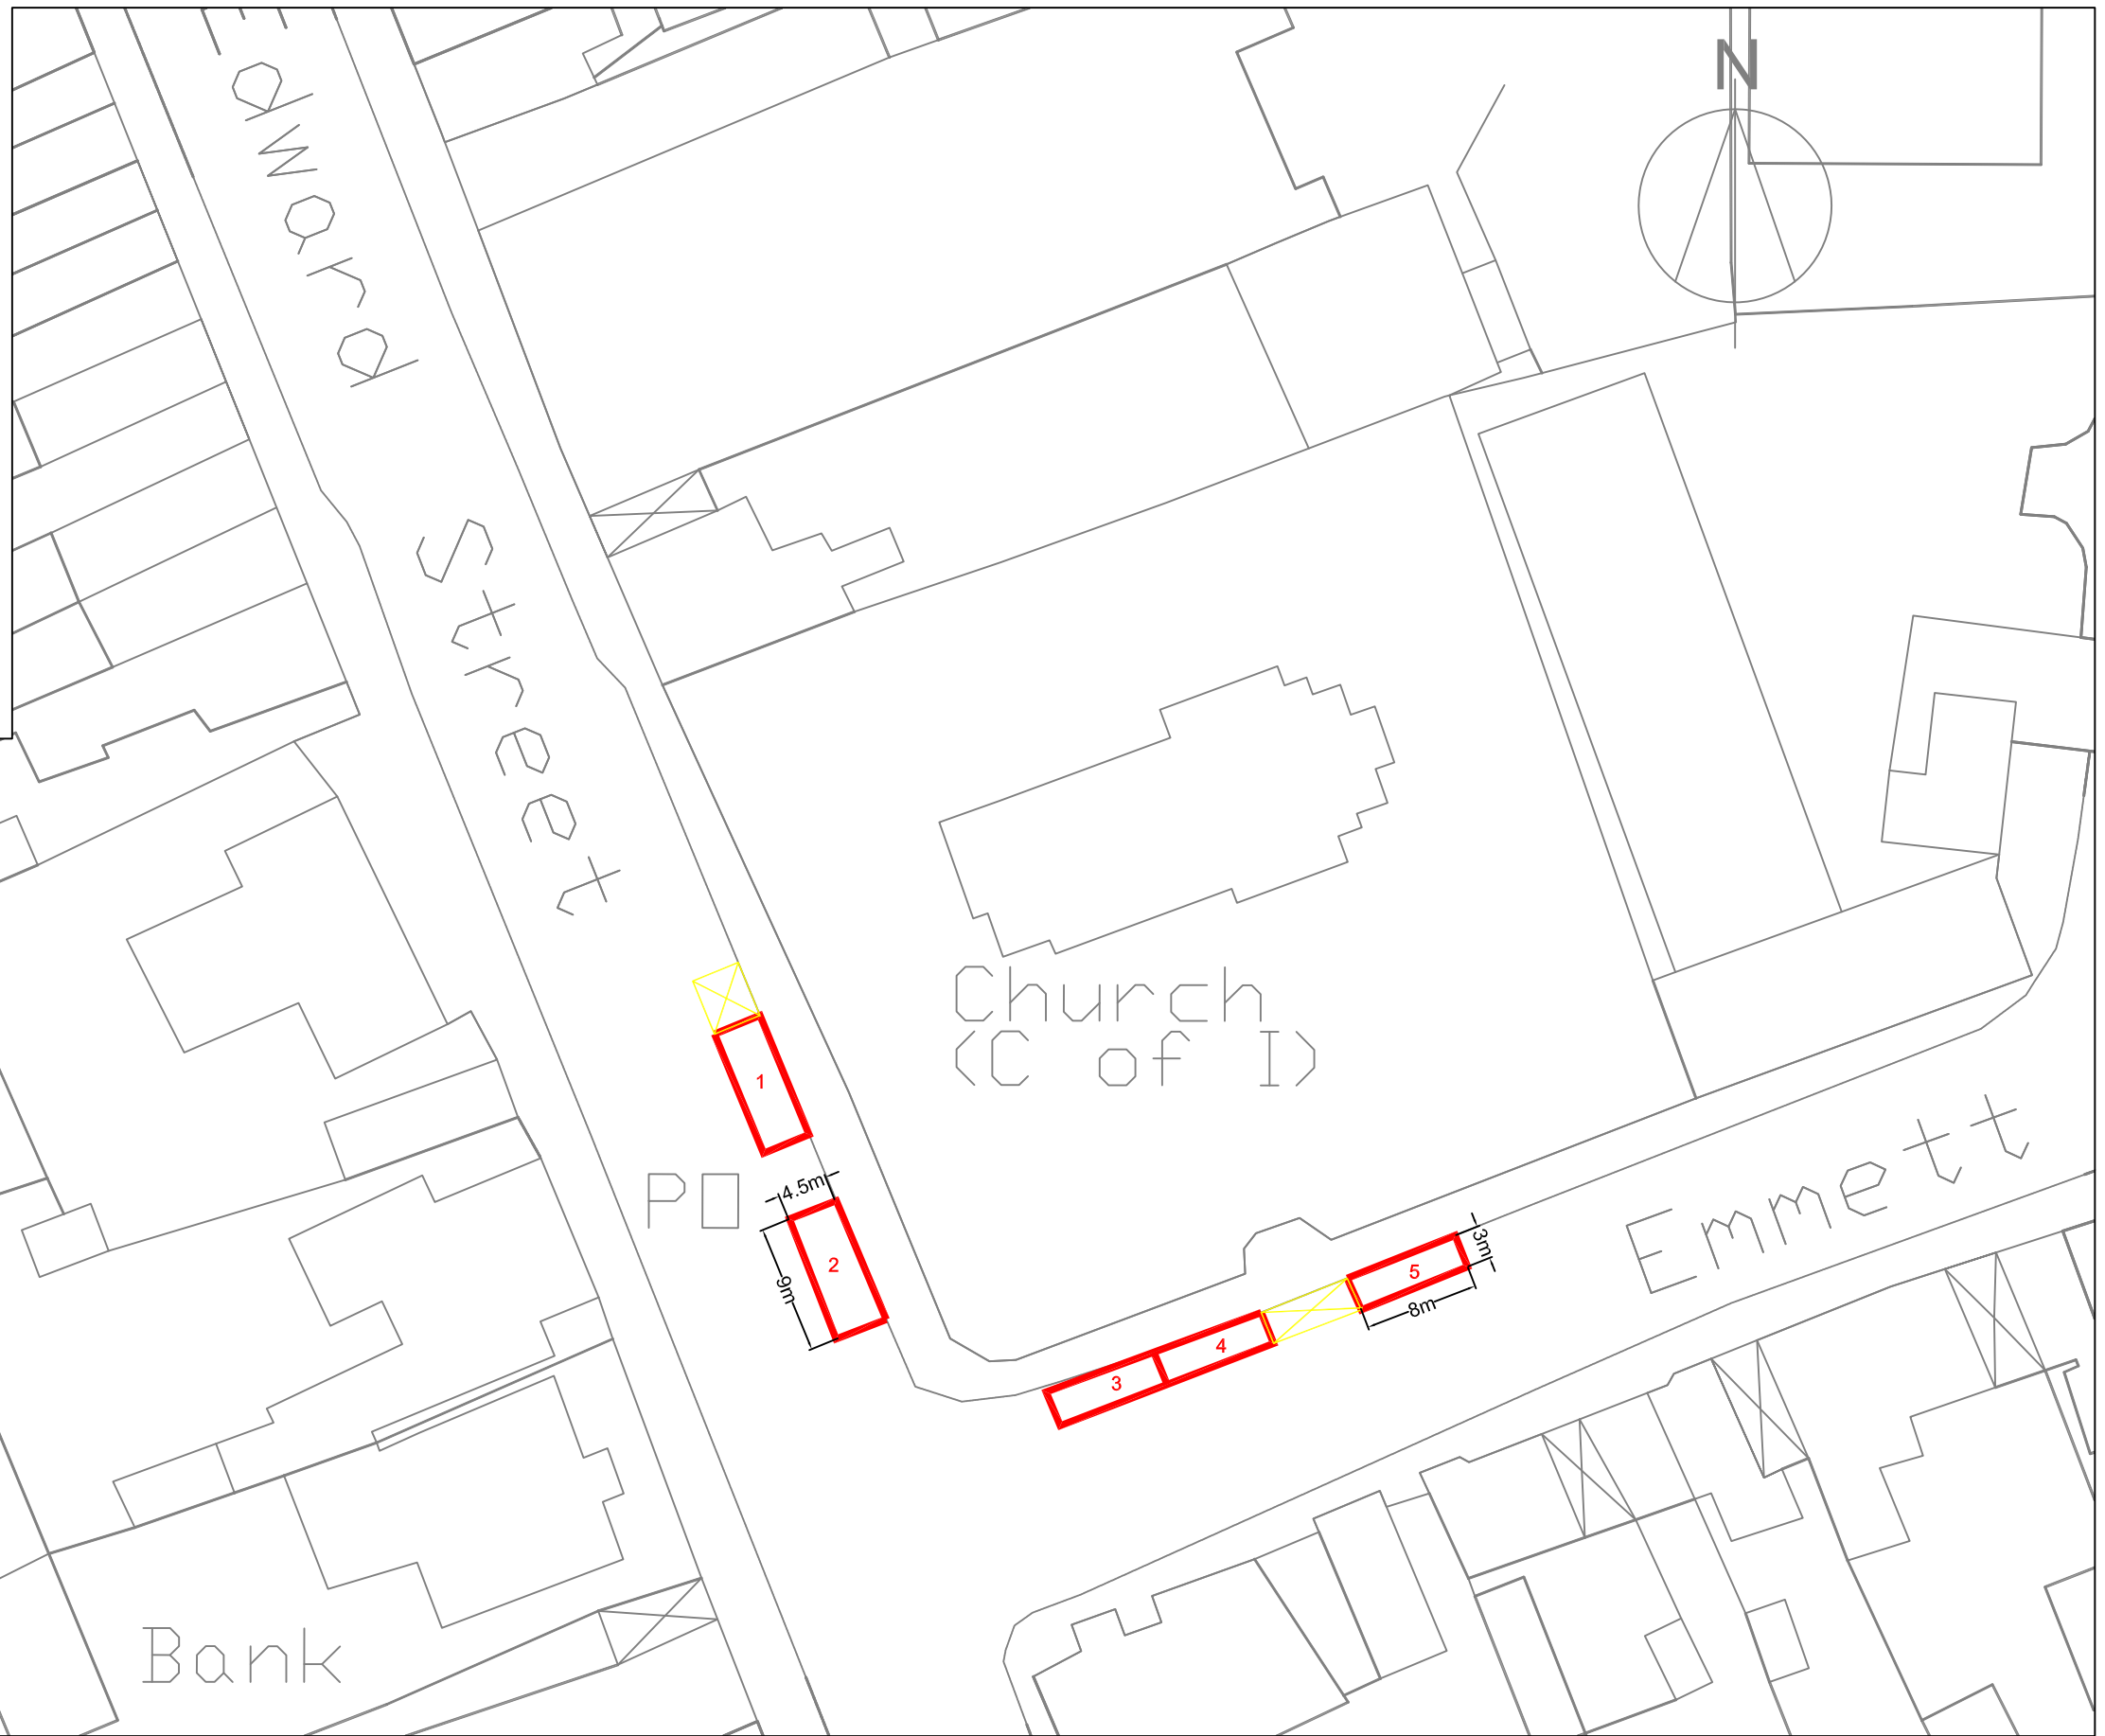 Edward Street
N
Church
(C of I)
PO
Emmett
Bank
1
4.5m
2
9m
3
4
5
3m
8m